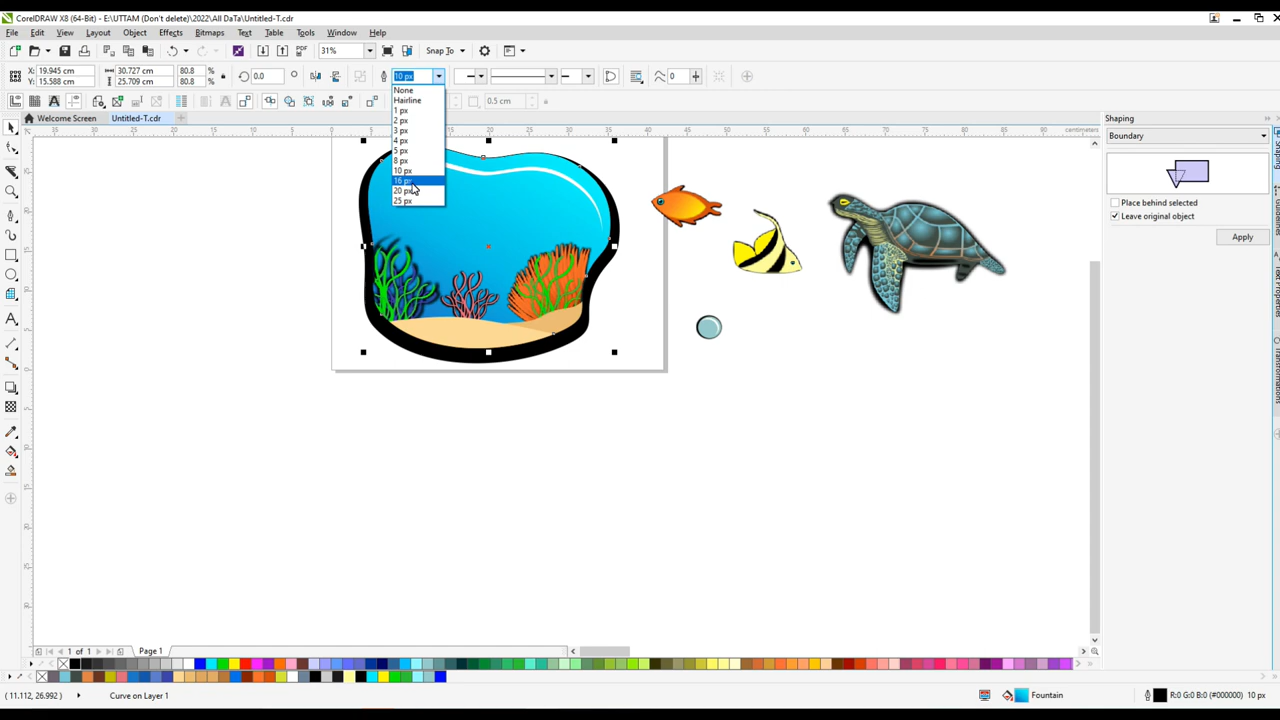 CorelDRAW X8 (64-Bit) - E:\UTTAM (Don't delete)\2022\All DaTa\Untitled-T.cdr
File Edit View Layout Object Effects Bitmaps Text Table Tools Window Help
31% Snap To
X: 19.945 cm 30.727 cm 80.8 % 0.0 10 px 0
Y: 15.588 cm 25.709 cm 80.8 %
None
Hairline
1 px
2 px
3 px
4 px
5 px
8 px
10 px
16 px
20 px
25 px
0.5 cm
Welcome Screen Untitled-T.cdr
centimeters
Shaping
Boundary
Place behind selected
Leave original object
Apply
Text Properties
Transformations
1 of 1 Page 1
( 11.112, 26.992 ) Curve on Layer 1 Fountain R:0 G:0 B:0 (#000000) 10 px